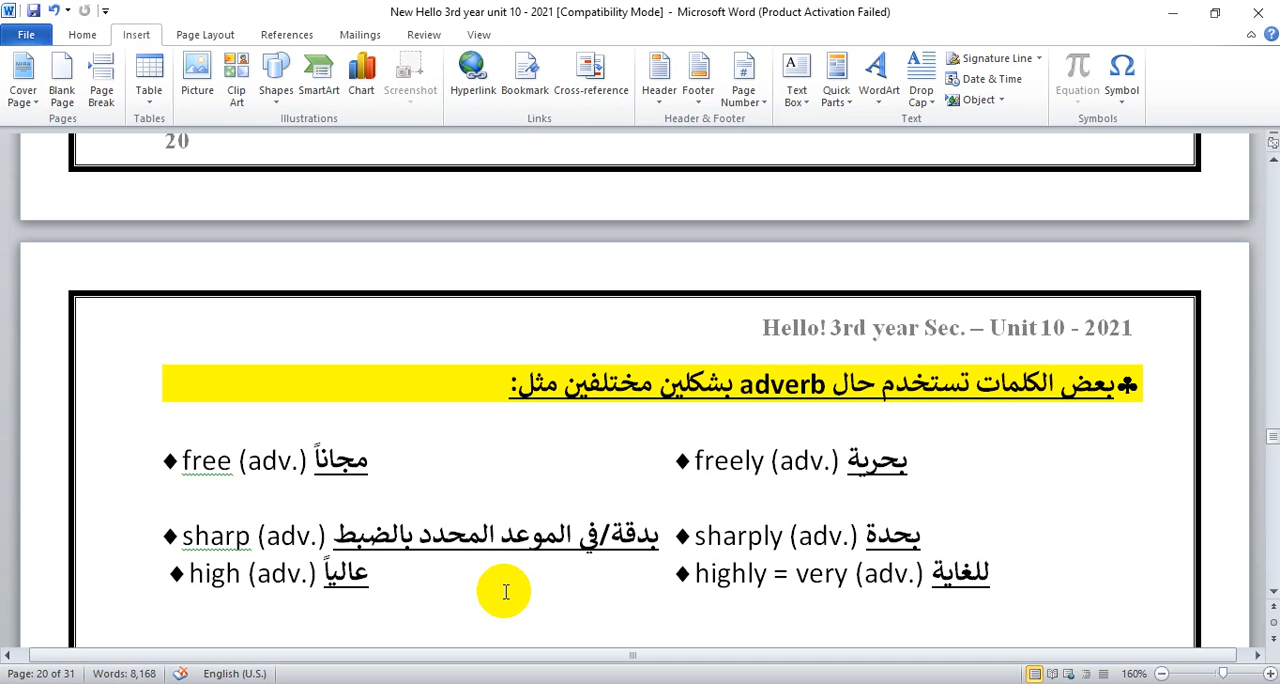 New Hello 3rd year unit 10 - 2021 [Compatibility Mode] - Microsoft Word (Product Activation Failed)
File Home Insert Page Layout References Mailings Review View
Cover Page Blank Page Page Break Table Picture Clip Art Shapes SmartArt Chart Screenshot Hyperlink Bookmark Cross-reference Header Footer Page Number Text Box Quick Parts WordArt Drop Cap Signature Line Date & Time Object Equation Symbol
Pages Tables Illustrations Links Header & Footer Text Symbols
20
Hello! 3rd year Sec. – Unit 10 - 2021
♣بعض الكلمات تستخدم حال adverb بشكلين مختلفين مثل:
♦free (adv.) مجاناً ♦freely (adv.) بحرية
♦sharp (adv.) بدقة/في الموعد المحدد بالضبط ♦sharply (adv.) بحدة
♦high (adv.) عالياً ♦highly = very (adv.) للغاية
Page: 20 of 31 Words: 8,168 English (U.S.) 160%